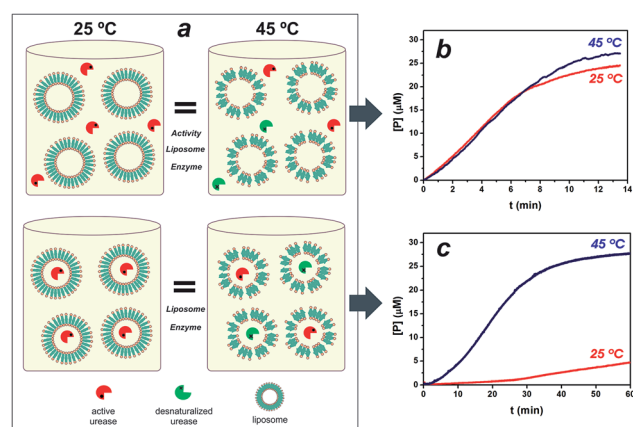 25 ºC a 45 ºC
=
Activity
Liposome
Enzyme
=
Liposome
Enzyme
active
urease
desnaturalized
urease
liposome
b
45 ºC
25 ºC
[P] (µM)
30
25
20
15
10
5
0
0 2 4 6 8 10 12 14
t (min)
c
45 ºC
25 ºC
[P] (µM)
30
25
20
15
10
5
0
0 10 20 30 40 50 60
t (min)